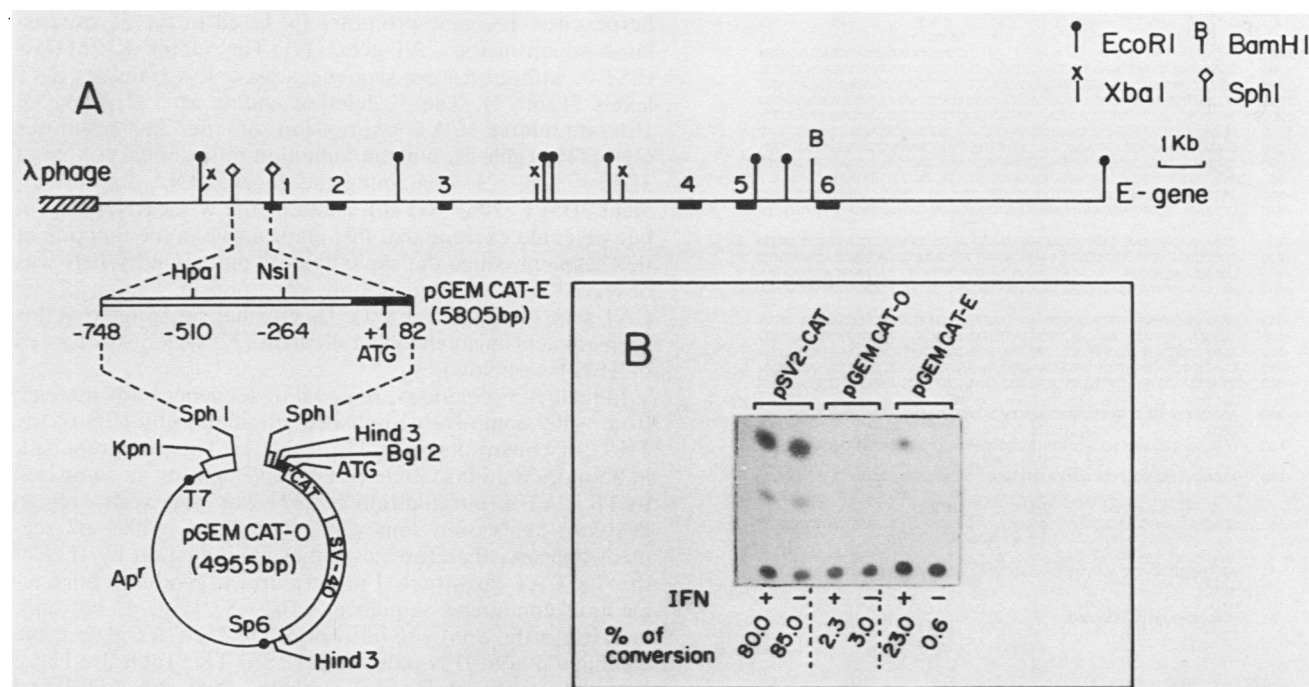 EcoRI B BamHI
x XbaI SphI
A
λ phage
x B
x x
1 Kb
1 2 3 4 5 6
E-gene
HpaI NsiI
pGEM CAT-E
(5805bp)
-748 -510 -264 +1 82
ATG
SphI SphI
Hind 3
Bgl 2
ATG
KpnI
CAT
T7
pGEM CAT-O
(4955bp)
SV-40
Apʳ
Sp6
Hind 3
B
pSV2-CAT
pGEM CAT-O
pGEM CAT-E
IFN + - + - + -
% of
conversion
80.0 85.0 2.3 3.0 23.0 0.6